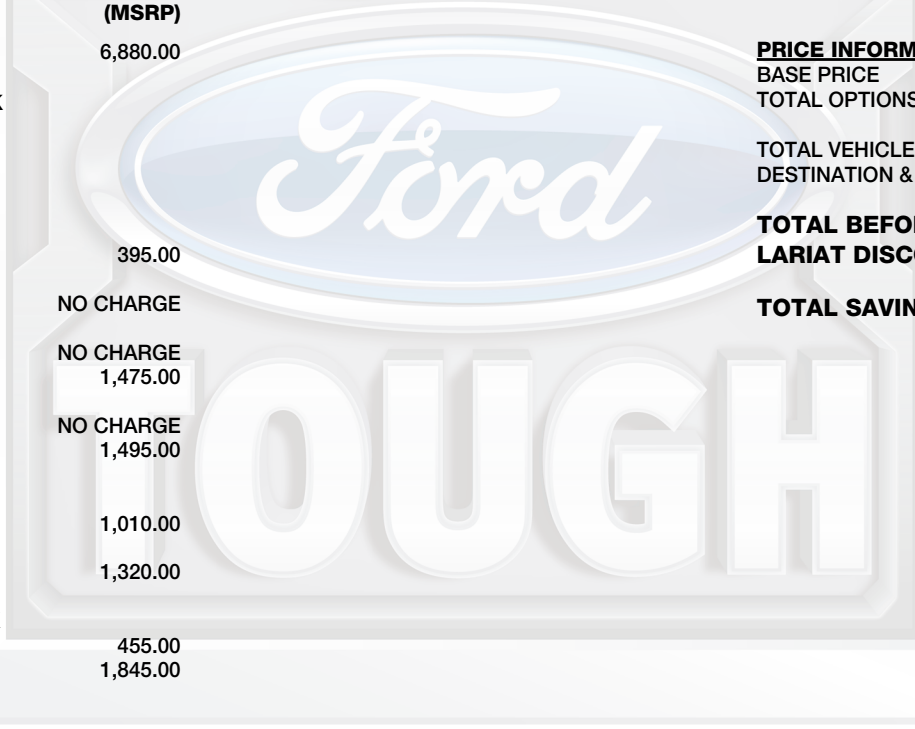 (MSRP)
6,880.00
395.00
NO CHARGE
NO CHARGE
1,475.00
NO CHARGE
1,495.00
1,010.00
1,320.00
455.00
1,845.00
PRICE INFORM
BASE PRICE
TOTAL OPTIONS
TOTAL VEHICLE
DESTINATION &
TOTAL BEFO
LARIAT DISC
TOTAL SAVIN
Ford
TOUGH